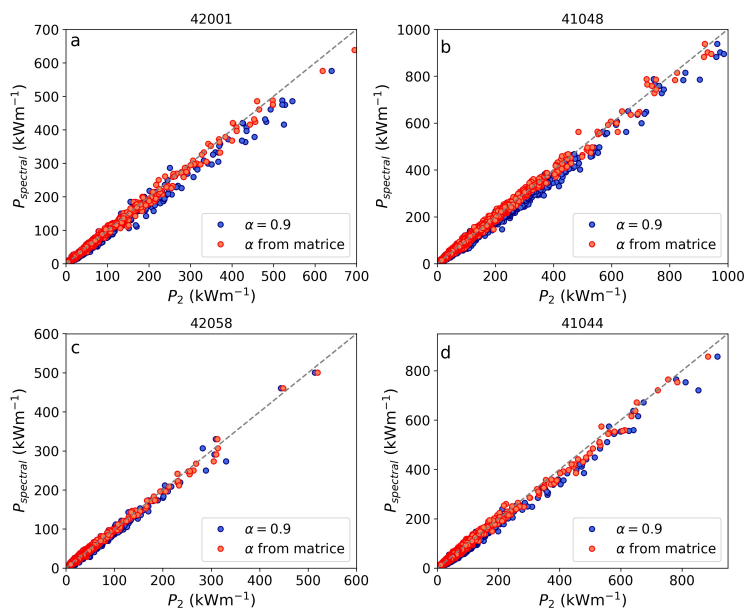 42001
a
700
600
500
400
300
200
100
0
P_spectral (kWm⁻¹)
0 100 200 300 400 500 600 700
P₂ (kWm⁻¹)
α = 0.9
α from matrice
41048
b
1000
800
600
400
200
0
P_spectral (kWm⁻¹)
0 200 400 600 800 1000
P₂ (kWm⁻¹)
α = 0.9
α from matrice
42058
c
600
500
400
300
200
100
0
P_spectral (kWm⁻¹)
0 100 200 300 400 500 600
P₂ (kWm⁻¹)
α = 0.9
α from matrice
41044
d
800
600
400
200
0
P_spectral (kWm⁻¹)
0 200 400 600 800
P₂ (kWm⁻¹)
α = 0.9
α from matrice